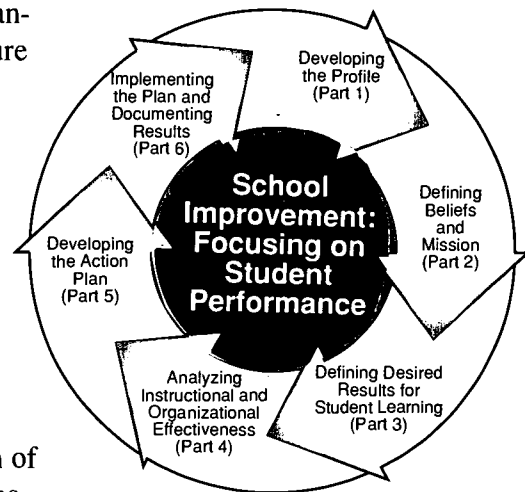 an-
ure
Developing
the Profile
(Part 1)
Defining
Beliefs
and
Mission
(Part 2)
Defining Desired
Results for
Student Learning
(Part 3)
Analyzing
Instructional and
Organizational
Effectiveness
(Part 4)
Developing
the Action
Plan
(Part 5)
Implementing
the Plan and
Documenting
Results
(Part 6)
School
Improvement:
Focusing on
Student
Performance
n of